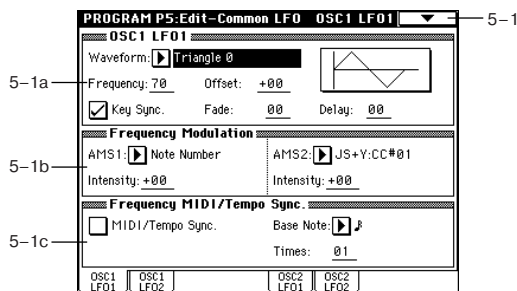 PROGRAM P5:Edit-Common LFO OSC1 LFO1
5-1
OSC1 LFO1
Waveform: Triangle 0
5-1a
Frequency: 70 Offset: +00
Key Sync. Fade: 00 Delay: 00
Frequency Modulation
5-1b
AMS1: Note Number AMS2: JS+Y:CC#01
Intensity: +00 Intensity: +00
Frequency MIDI/Tempo Sync.
5-1c
MIDI/Tempo Sync. Base Note: ♪
Times: 01
OSC1 LFO1 OSC1 LFO2 OSC2 LFO1 OSC2 LFO2